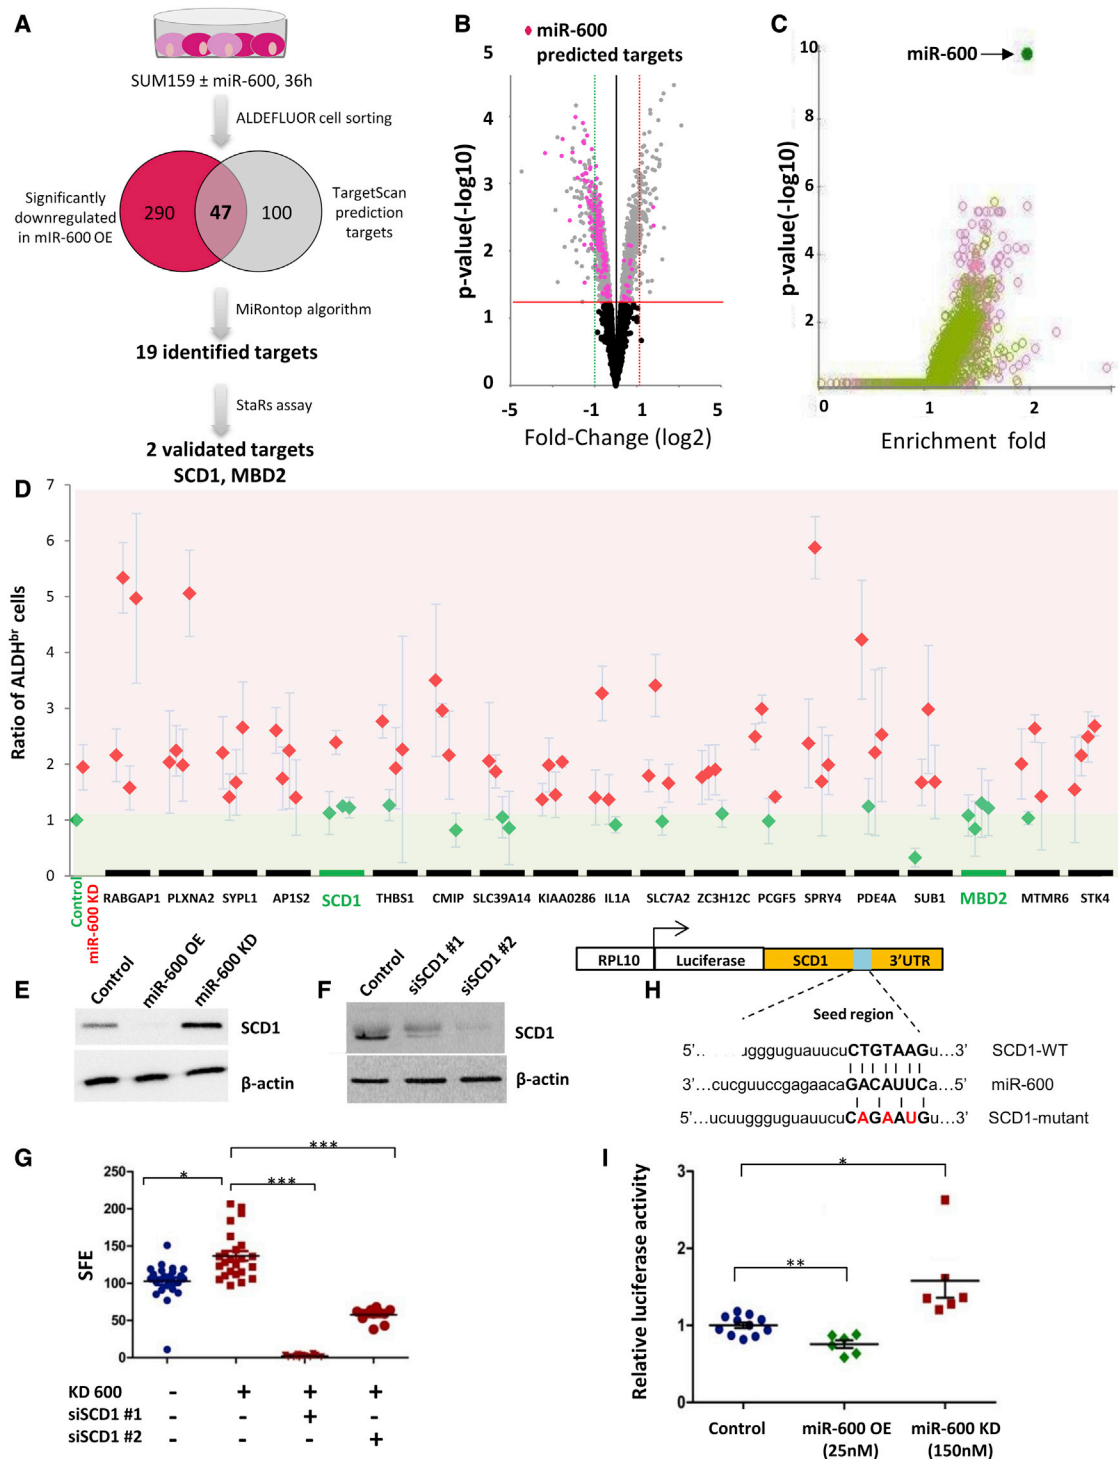 A
SUM159 ± miR-600, 36h
ALDEFLUOR cell sorting
Significantly
downregulated
in mIR-600 OE
290
47
100
TargetScan
prediction
targets
MiRontop algorithm
19 identified targets
StaRs assay
2 validated targets
SCD1, MBD2
B
miR-600
predicted targets
p-value(-log10)
5
4
3
2
1
0
-5
-1
1
5
Fold-Change (log2)
C
miR-600
p-value(-log10)
10
8
6
4
2
0
1
2
Enrichment fold
D
Ratio of ALDHbr cells
7
6
5
4
3
2
1
0
Control
miR-600 KD
RABGAP1 PLXNA2 SYPL1 AP1S2 SCD1 THBS1 CMIP SLC39A14 KIAA0286 IL1A SLC7A2 ZC3H12C PCGF5 SPRY4 PDE4A SUB1 MBD2 MTMR6 STK4
E
Control
miR-600 OE
miR-600 KD
SCD1
β-actin
F
Control
siSCD1 #1
siSCD1 #2
SCD1
β-actin
H
RPL10 Luciferase SCD1 3'UTR
Seed region
5'... uggguguauucuCTGTAAGu...3' SCD1-WT
3'...cucguuccgagaacaGACAUUCa...5' miR-600
5'...ucuugggu​guauucuCAGAAUGu...3' SCD1-mutant
G
SFE
250
200
150
100
50
0
* *** ***
KD 600 - + + +
siSCD1 #1 - - + -
siSCD1 #2 - - - +
I
Relative luciferase activity
3
2
1
0
*
**
Control
miR-600 OE
(25nM)
miR-600 KD
(150nM)